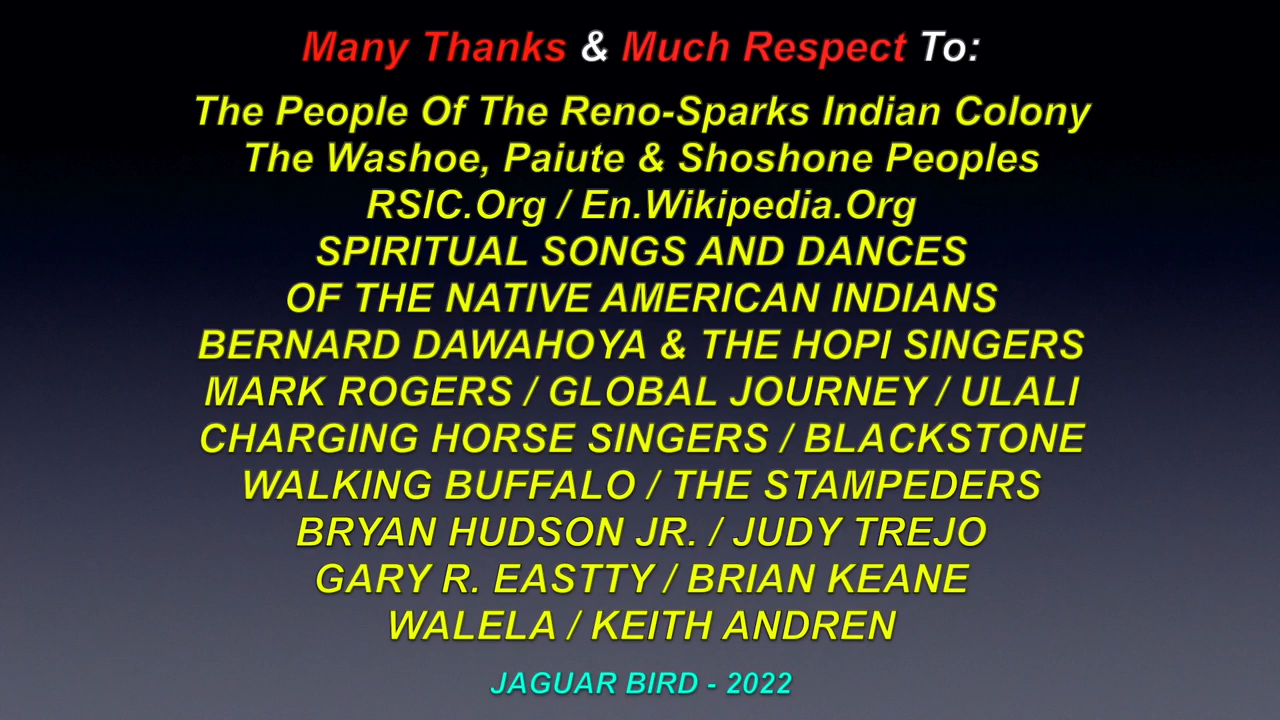 Many Thanks & Much Respect To:
The People Of The Reno-Sparks Indian Colony
The Washoe, Paiute & Shoshone Peoples
RSIC.Org / En.Wikipedia.Org
SPIRITUAL SONGS AND DANCES
OF THE NATIVE AMERICAN INDIANS
BERNARD DAWAHOYA & THE HOPI SINGERS
MARK ROGERS / GLOBAL JOURNEY / ULALI
CHARGING HORSE SINGERS / BLACKSTONE
WALKING BUFFALO / THE STAMPEDERS
BRYAN HUDSON JR. / JUDY TREJO
GARY R. EASTTY / BRIAN KEANE
WALELA / KEITH ANDREN
JAGUAR BIRD - 2022